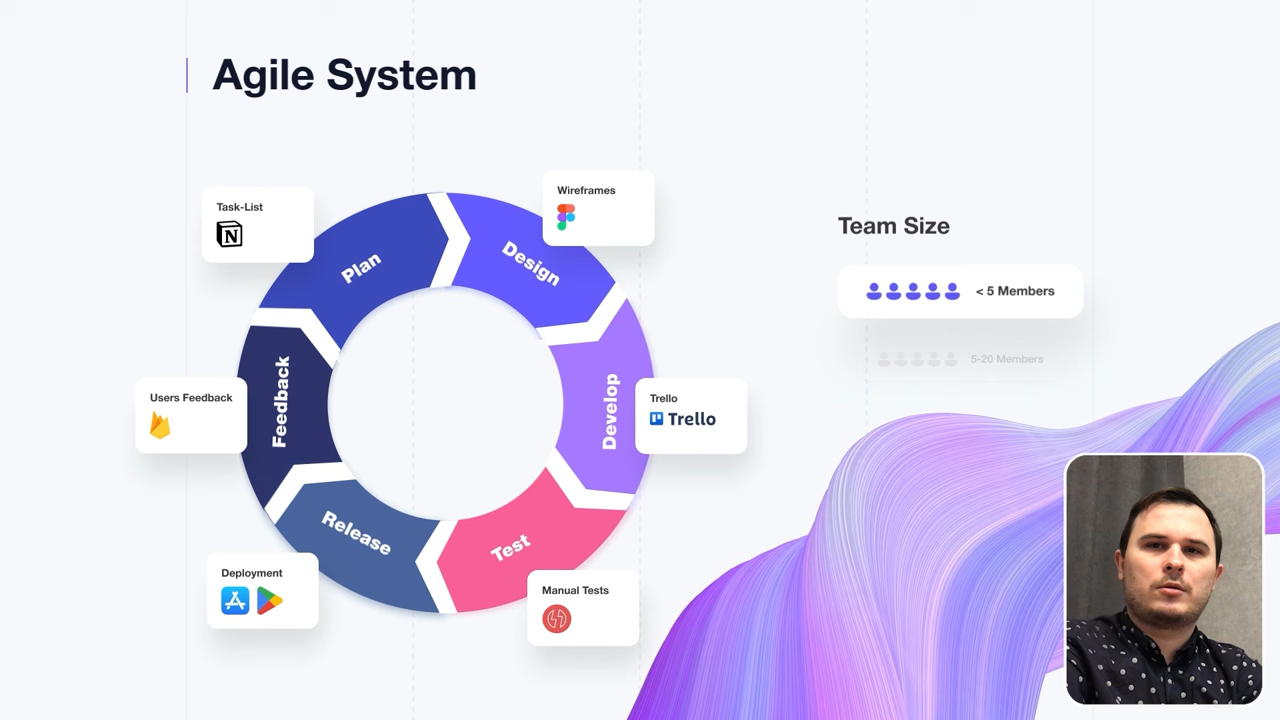 Agile System
Task-List
N
Wireframes
Plan
Design
Team Size
< 5 Members
5-20 Members
Users Feedback
Feedback
Develop
Trello
Trello
Release
Test
Deployment
Manual Tests